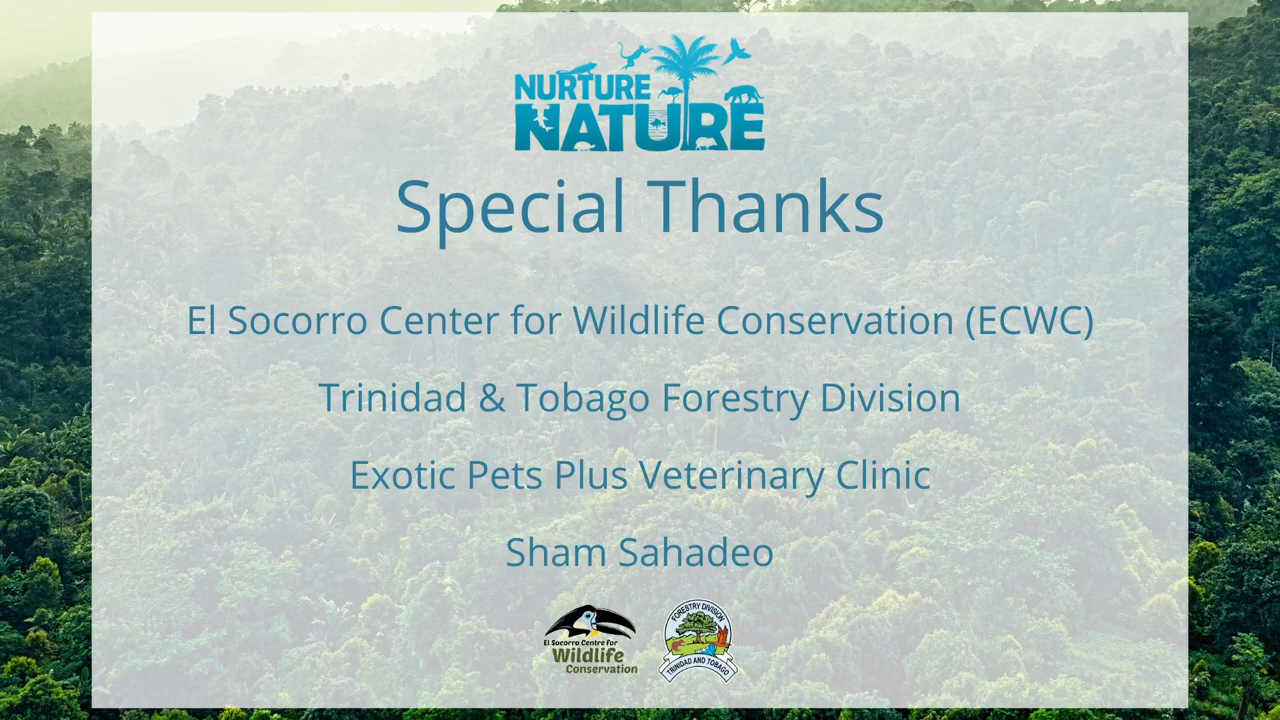 NURTURE
NATURE
Special Thanks
El Socorro Center for Wildlife Conservation (ECWC)
Trinidad & Tobago Forestry Division
Exotic Pets Plus Veterinary Clinic
Sham Sahadeo
El Socorro Centre for
Wildlife
Conservation
FORESTRY DIVISION
TRINIDAD AND TOBAGO